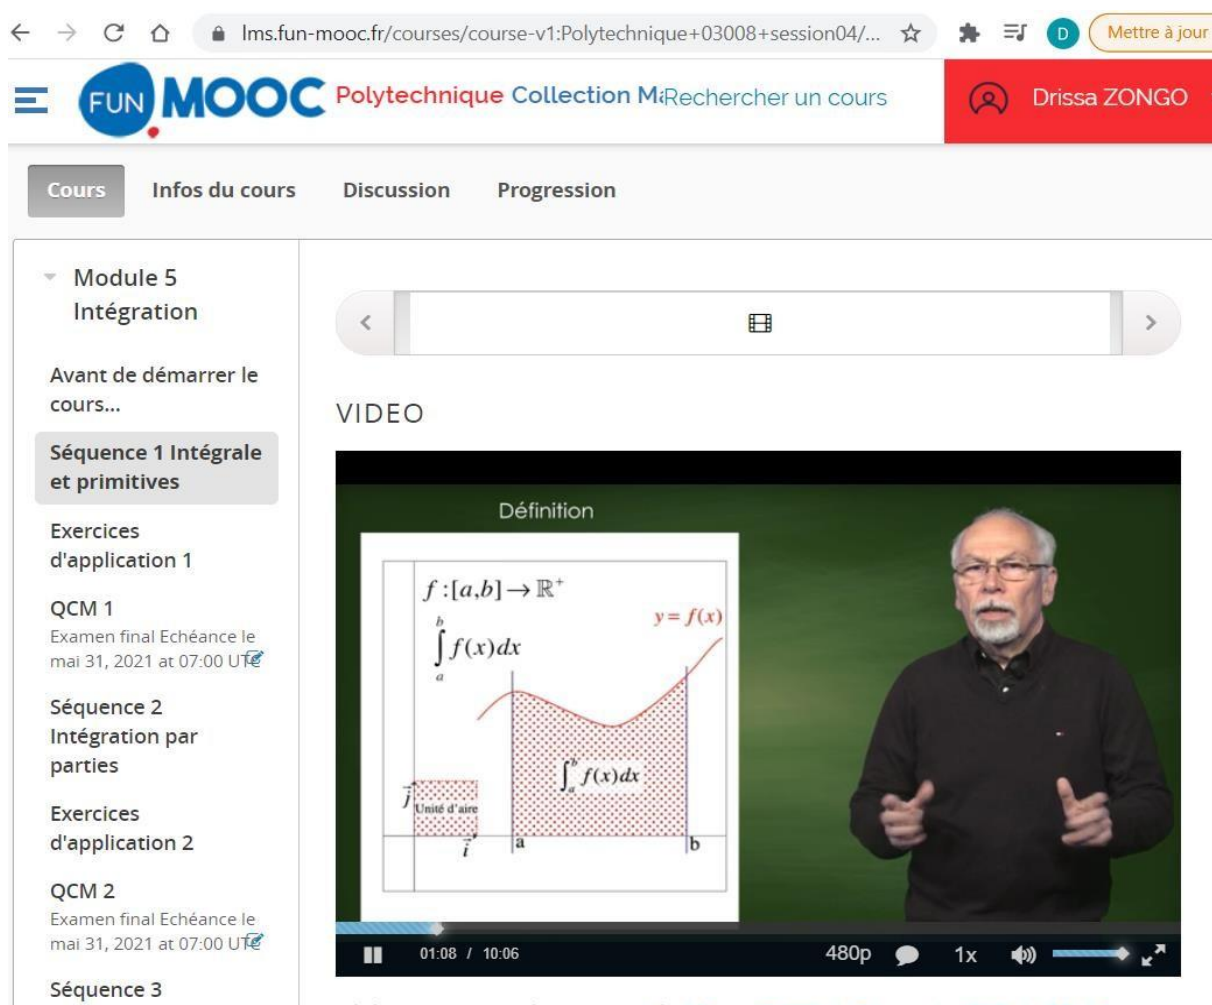 lms.fun-mooc.fr/courses/course-v1:Polytechnique+03008+session04/...
D
Mettre à jour
FUN MOOC
Polytechnique Collection Ma
Rechercher un cours
Drissa ZONGO
Cours
Infos du cours
Discussion
Progression
Module 5
Intégration
Avant de démarrer le
cours...
Séquence 1 Intégrale
et primitives
Exercices
d'application 1
QCM 1
Examen final Echéance le
mai 31, 2021 at 07:00 UTC
Séquence 2
Intégration par
parties
Exercices
d'application 2
QCM 2
Examen final Echéance le
mai 31, 2021 at 07:00 UTC
Séquence 3
VIDEO
Définition
f :[a,b]→ℝ⁺
∫_a^b f(x)dx
y = f(x)
∫_a^b f(x)dx
j
Unité d'aire
i
a
b
01:08 / 10:06
480p
1x